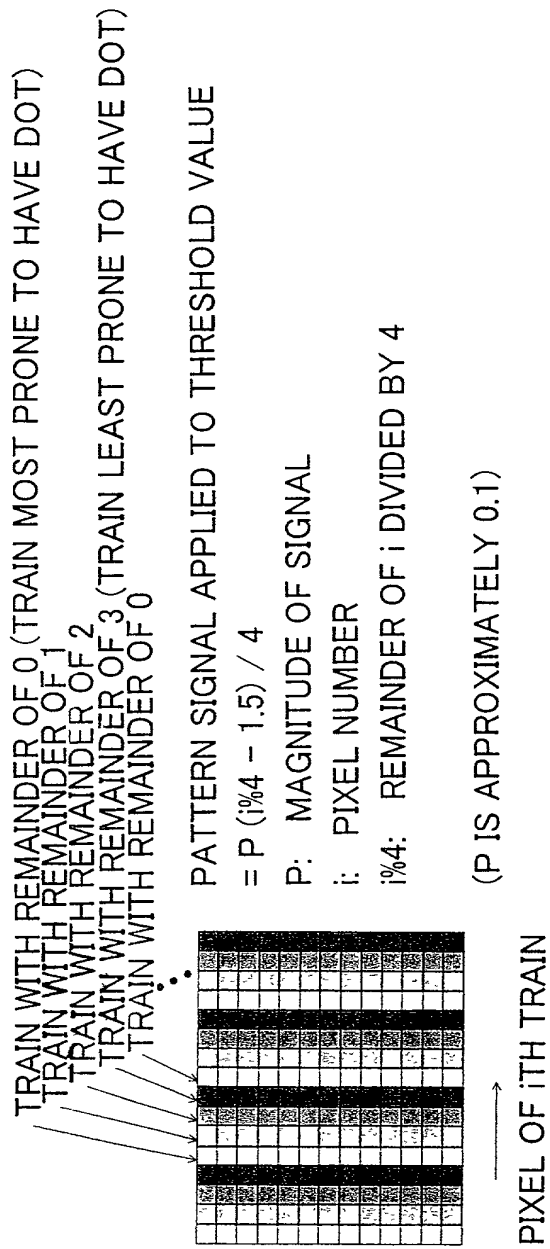 TRAIN WITH REMAINDER OF 0 (TRAIN MOST PRONE TO HAVE DOT)
TRAIN WITH REMAINDER OF 1
TRAIN WITH REMAINDER OF 2
TRAIN WITH REMAINDER OF 3 (TRAIN LEAST PRONE TO HAVE DOT)
TRAIN WITH REMAINDER OF 0
PATTERN SIGNAL APPLIED TO THRESHOLD VALUE
= P (i%4 − 1.5) / 4
P: MAGNITUDE OF SIGNAL
i: PIXEL NUMBER
i%4: REMAINDER OF i DIVIDED BY 4
(P IS APPROXIMATELY 0.1)
PIXEL OF iTH TRAIN